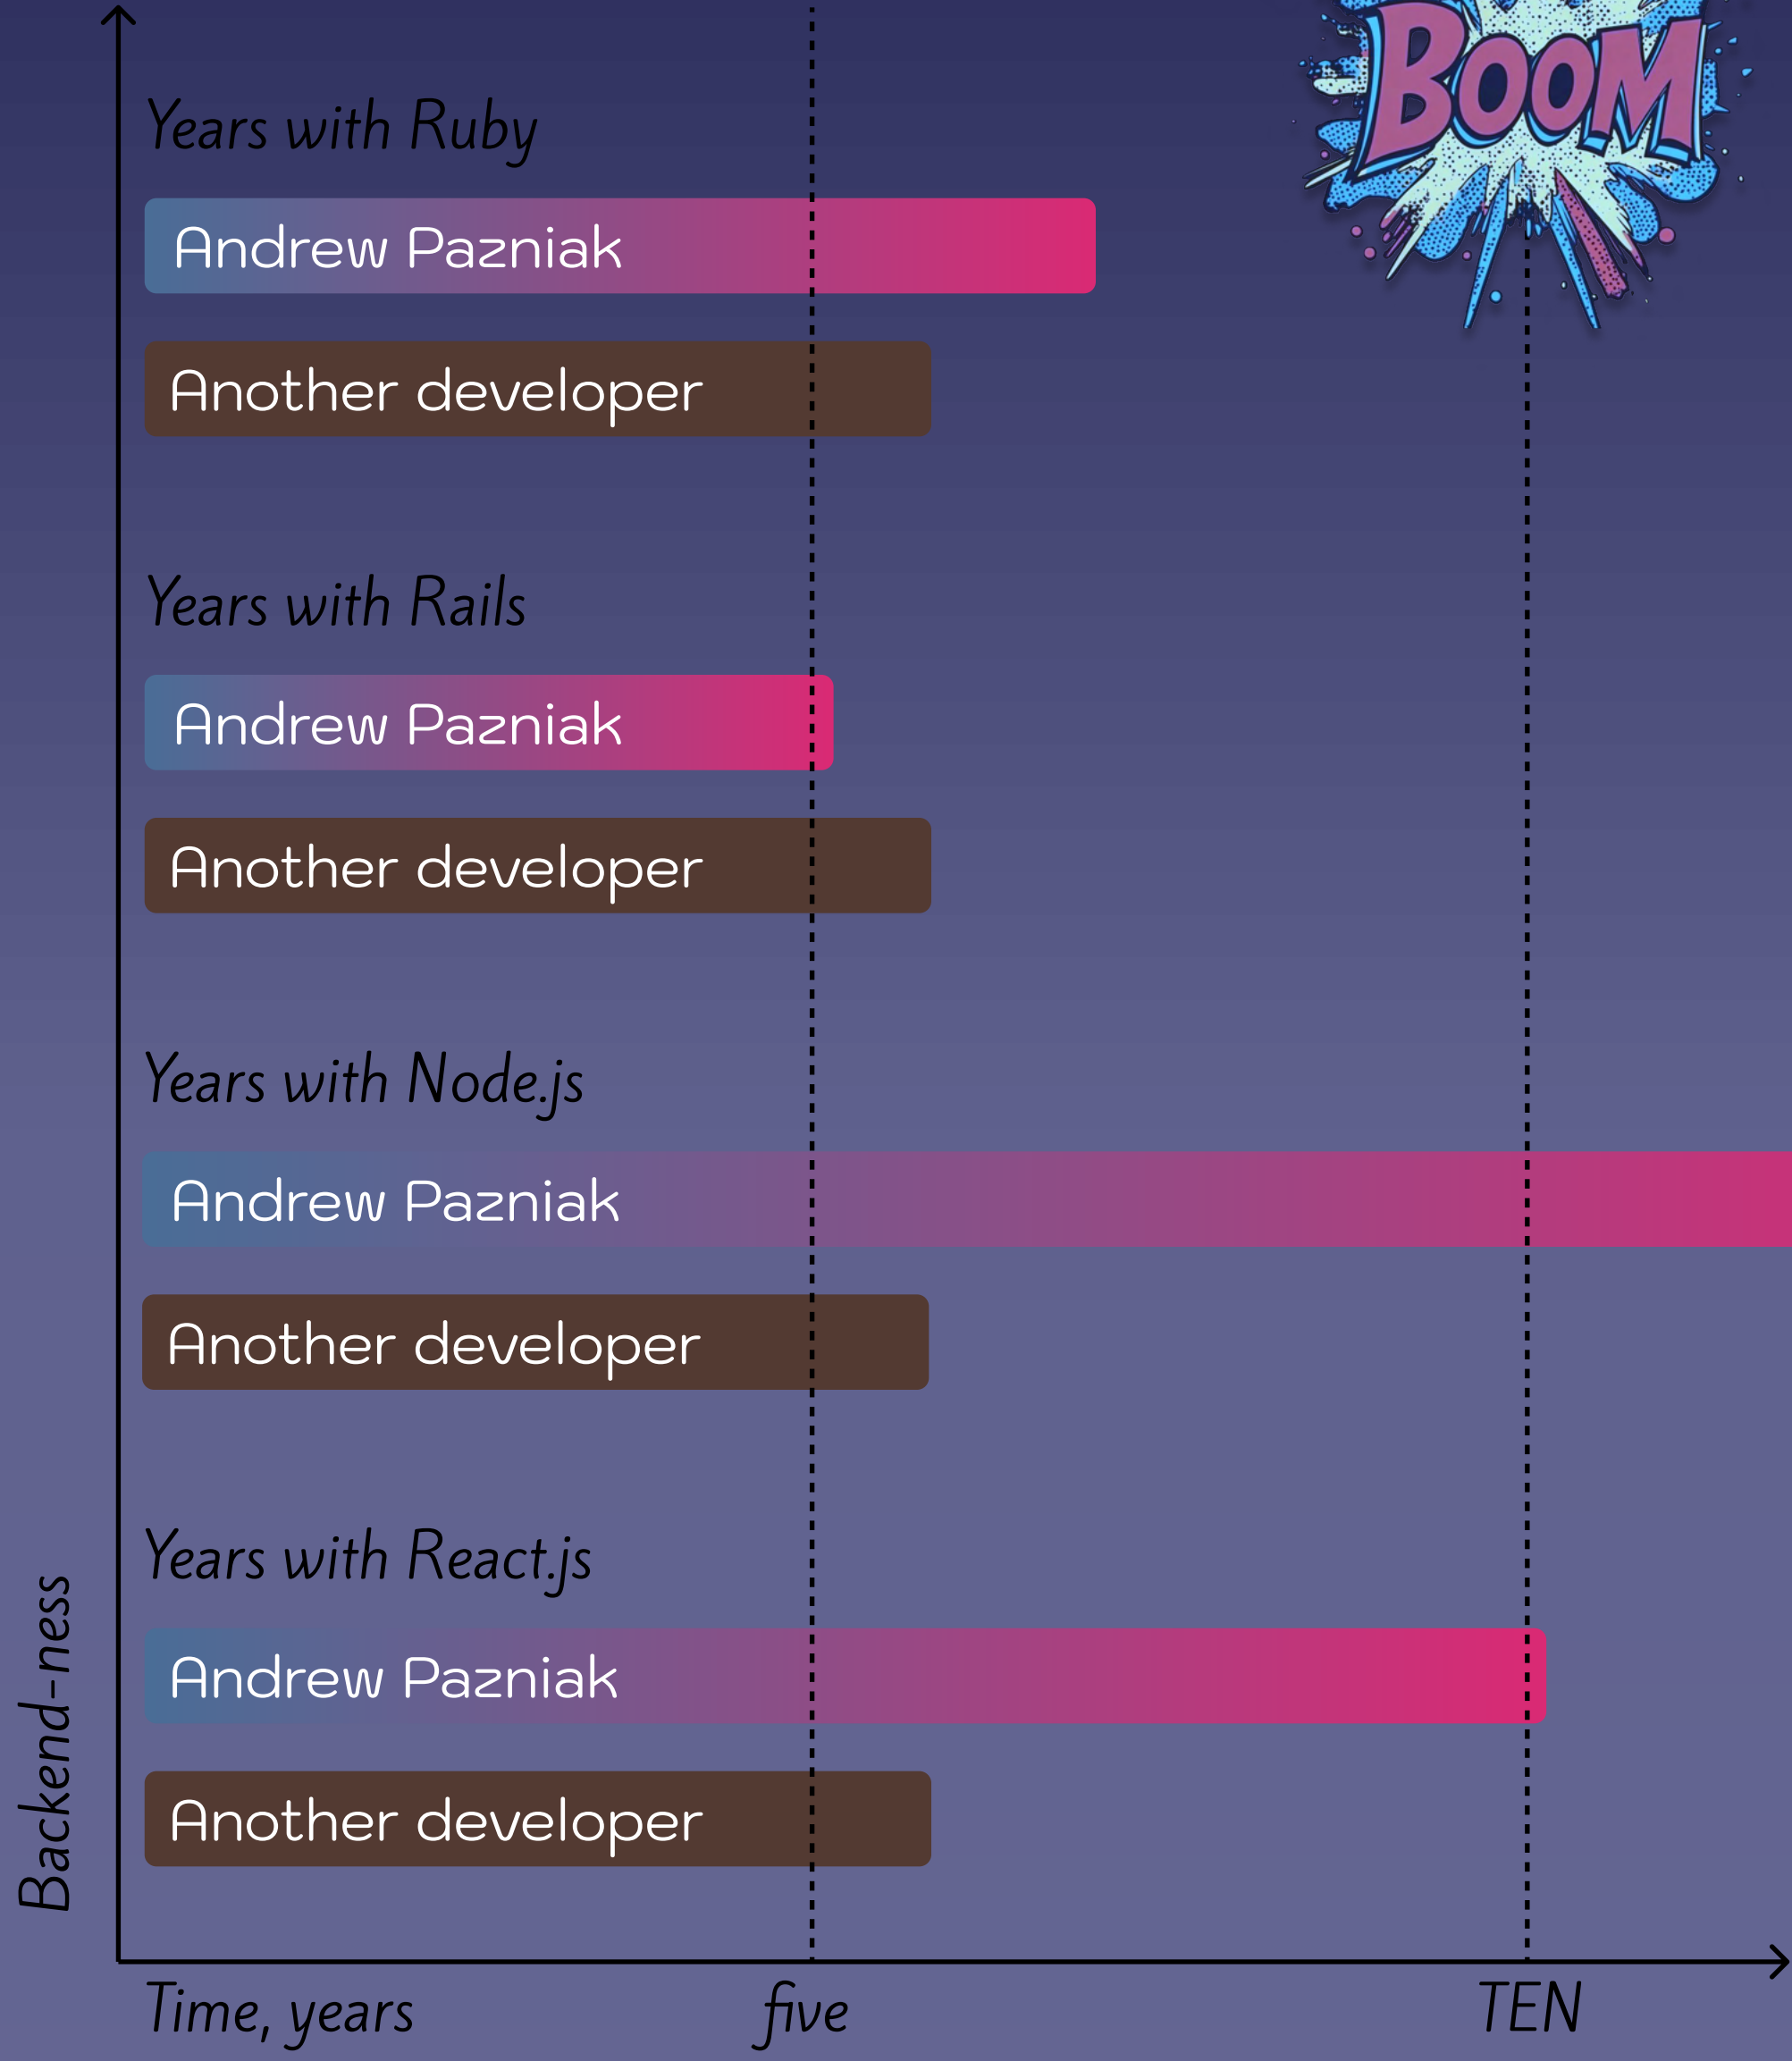 BOOM
Years with Ruby
Andrew Pazniak
Another developer
Years with Rails
Andrew Pazniak
Another developer
Years with Node.js
Andrew Pazniak
Another developer
Years with React.js
Andrew Pazniak
Another developer
Backend-ness
Time, years
five
TEN